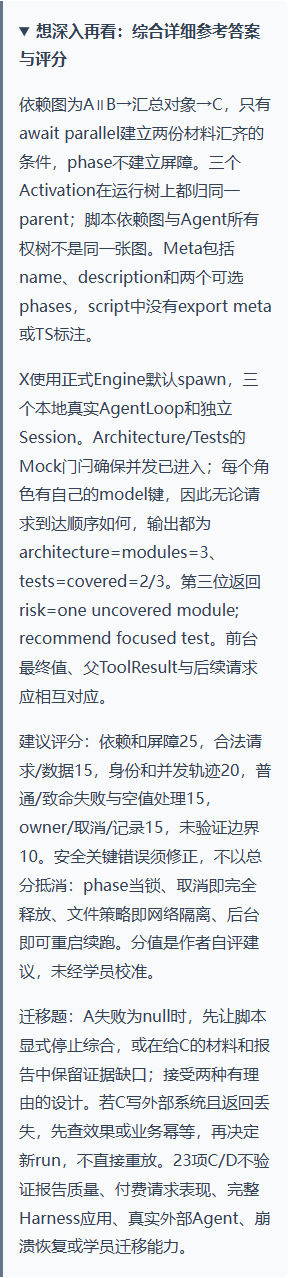 ▼ 想深入再看：综合详细参考答案
与评分
依赖图为A∥B→汇总对象→C，只有
await parallel建立两份材料汇齐的
条件，phase不建立屏障。三个
Activation在运行树上都归同一
parent；脚本依赖图与Agent所有
权树不是同一张图。Meta包括
name、description和两个可选
phases，script中没有export meta
或TS标注。
X使用正式Engine默认spawn，三
个本地真实AgentLoop和独立
Session。Architecture/Tests的
Mock门闩确保并发已进入；每个角
色有自己的model键，因此无论请
求到达顺序如何，输出都为
architecture=modules=3、
tests=covered=2/3。第三位返回
risk=one uncovered module;
recommend focused test。前台
最终值、父ToolResult与后续请求
应相互对应。
建议评分：依赖和屏障25，合法请
求/数据15，身份和并发轨迹20，普
通/致命失败与空值处理15，
owner/取消/记录15，未验证边界
10。安全关键错误须修正，不以总
分抵消：phase当锁、取消即完全
释放、文件策略即网络隔离、后台
即可重启续跑。分值是作者自评建
议，未经学员校准。
迁移题：A失败为null时，先让脚本
显式停止综合，或在给C的材料和报
告中保留证据缺口；接受两种有理
由的设计。若C写外部系统且返回丢
失，先查效果或业务幂等，再决定
新run，不直接重放。23项C/D不验
证报告质量、付费请求表现、完整
Harness应用、真实外部Agent、崩
溃恢复或学员迁移能力。